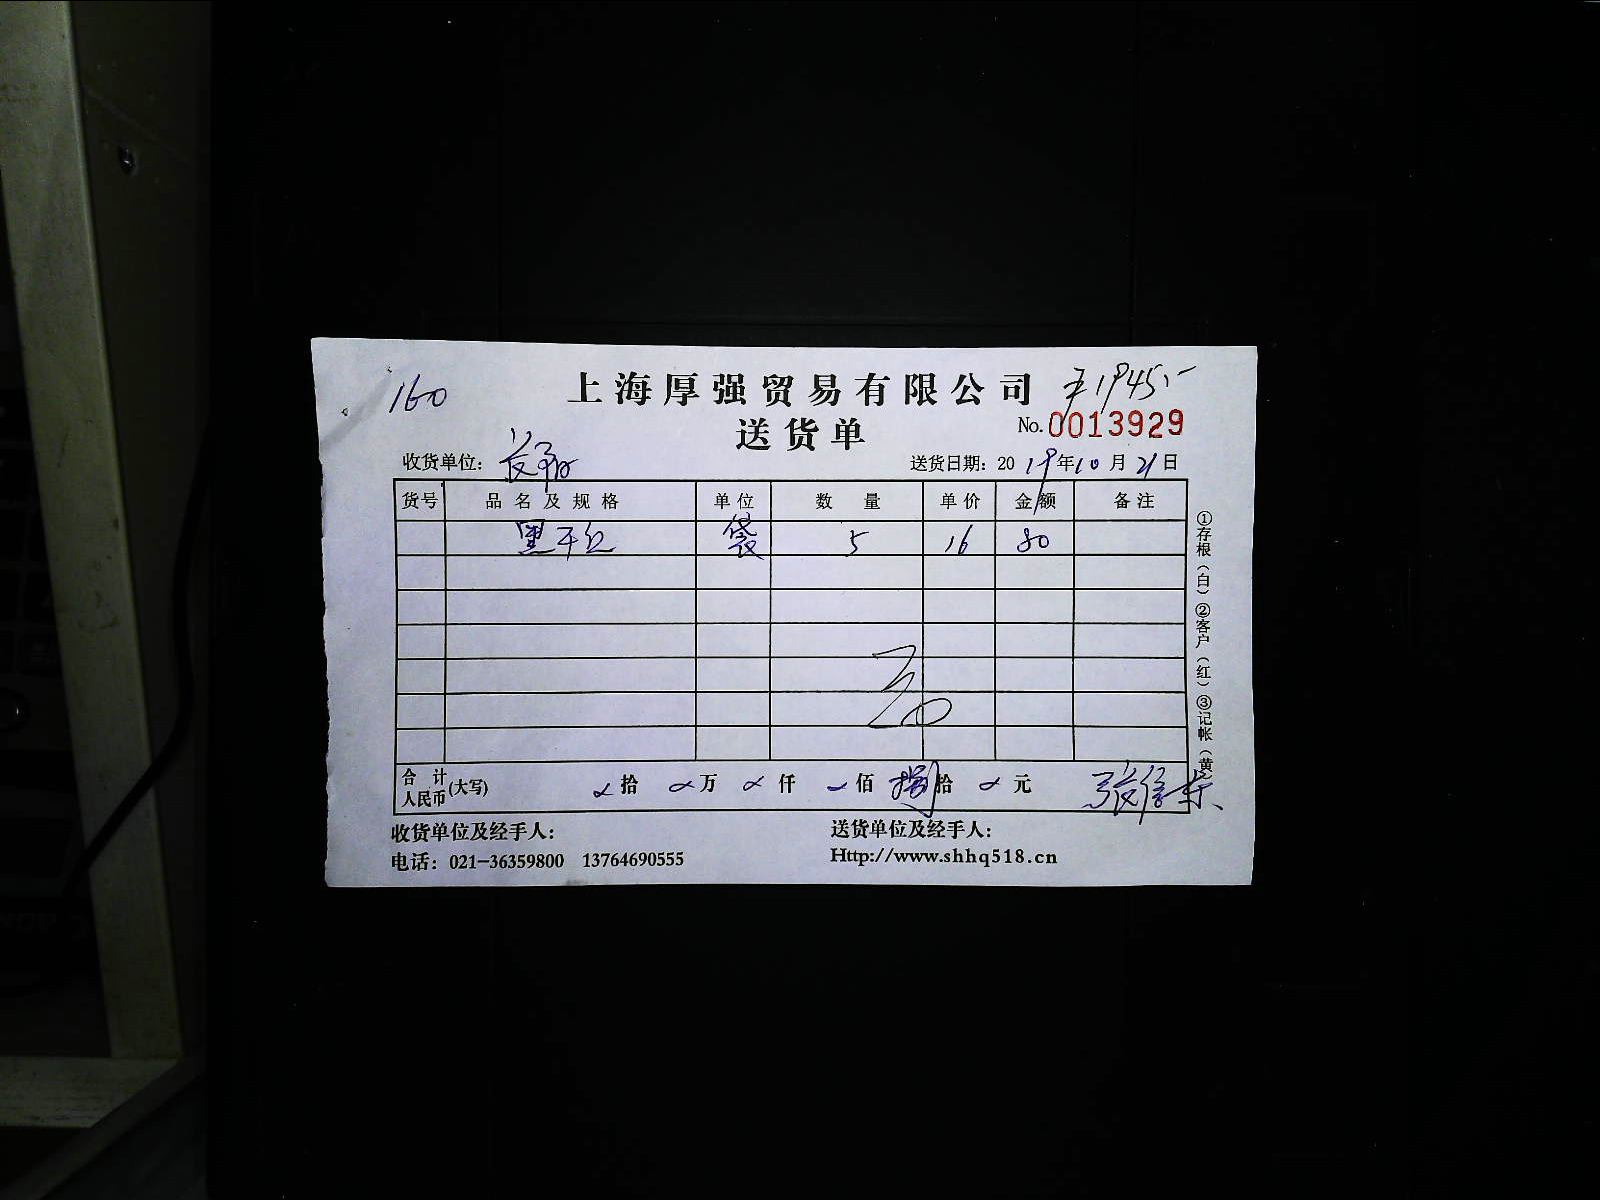 160 上海厚强贸易有限公司
送货单 No.0013929
收货单位： 送货日期：2019年10月21日
货号 品名及规格 单位 数量 单价 金额 备注
黑平红 袋 5 16 80
合计人民币(大写) 拾 万 仟 佰 捌拾 元
收货单位及经手人： 送货单位及经手人：
电话：021-36359800 13764690555 Http://www.shhq518.cn
①存根（白）②客户（红）③记帐（黄）